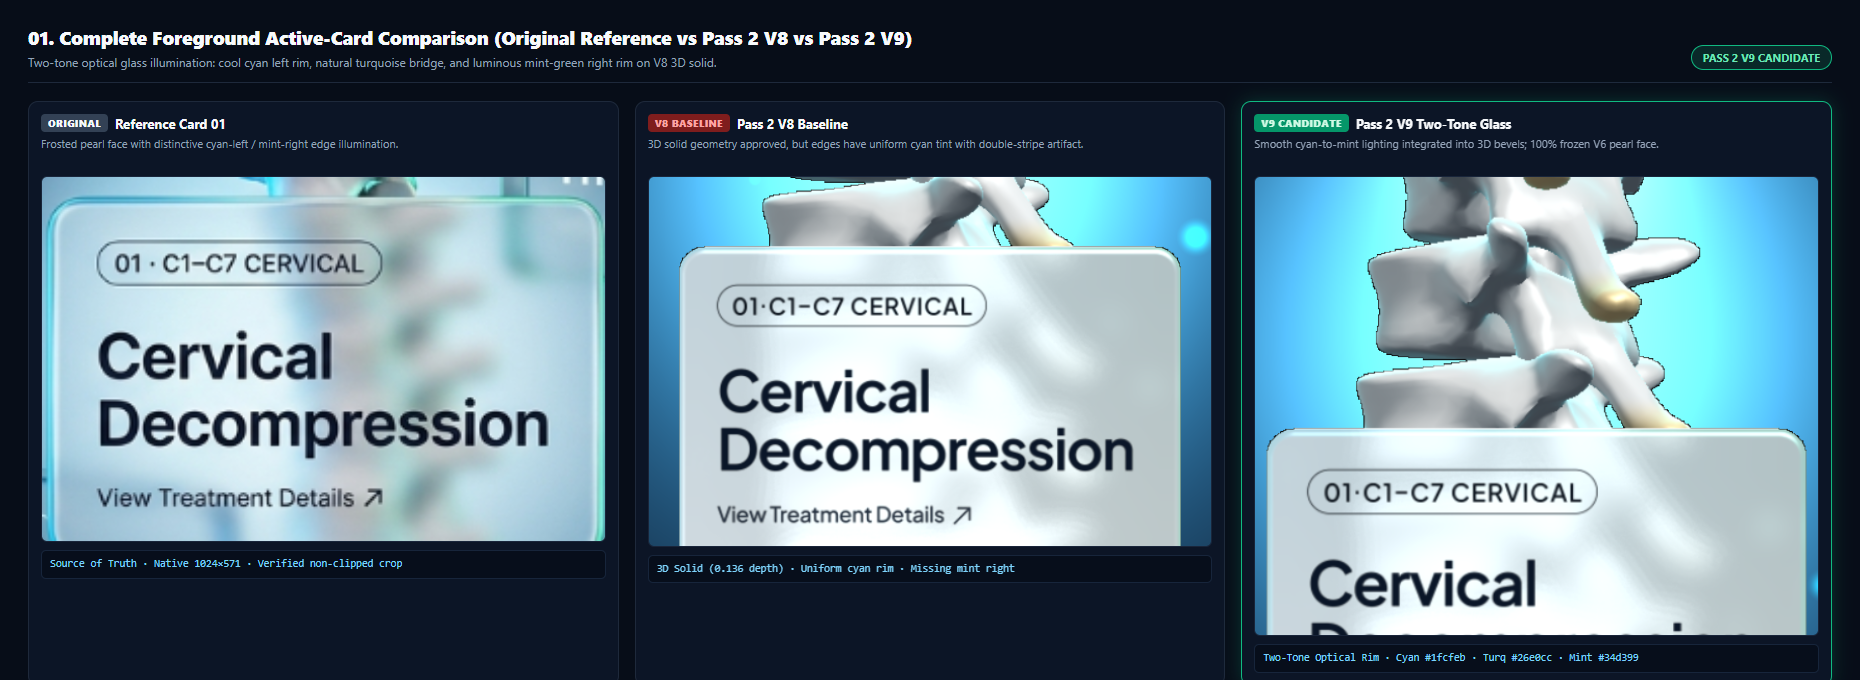 01. Complete Foreground Active-Card Comparison (Original Reference vs Pass 2 V8 vs Pass 2 V9)
Two-tone optical glass illumination: cool cyan left rim, natural turquoise bridge, and luminous mint-green right rim on V8 3D solid.
PASS 2 V9 CANDIDATE
ORIGINAL Reference Card 01
Frosted pearl face with distinctive cyan-left / mint-right edge illumination.
01 · C1–C7 CERVICAL
Cervical
Decompression
View Treatment Details ↗
Source of Truth · Native 1024×571 · Verified non-clipped crop
V8 BASELINE Pass 2 V8 Baseline
3D solid geometry approved, but edges have uniform cyan tint with double-stripe artifact.
01·C1–C7 CERVICAL
Cervical
Decompression
View Treatment Details ↗
3D Solid (0.136 depth) · Uniform cyan rim · Missing mint right
V9 CANDIDATE Pass 2 V9 Two-Tone Glass
Smooth cyan-to-mint lighting integrated into 3D bevels; 100% frozen V6 pearl face.
01·C1–C7 CERVICAL
Cervical
Two-Tone Optical Rim · Cyan #1fcfeb · Turq #26e0cc · Mint #34d399